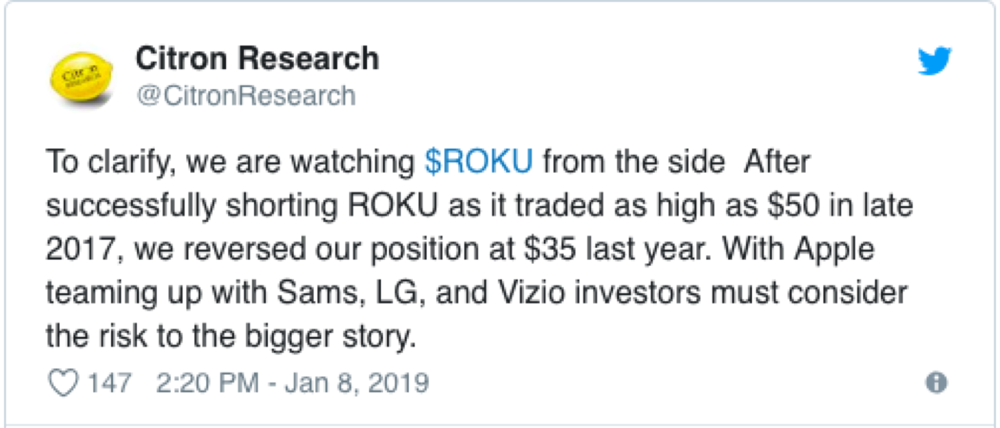 Citron Research
@CitronResearch
To clarify, we are watching $ROKU from the side  After
successfully shorting ROKU as it traded as high as $50 in late
2017, we reversed our position at $35 last year. With Apple
teaming up with Sams, LG, and Vizio investors must consider
the risk to the bigger story.
147 2:20 PM - Jan 8, 2019